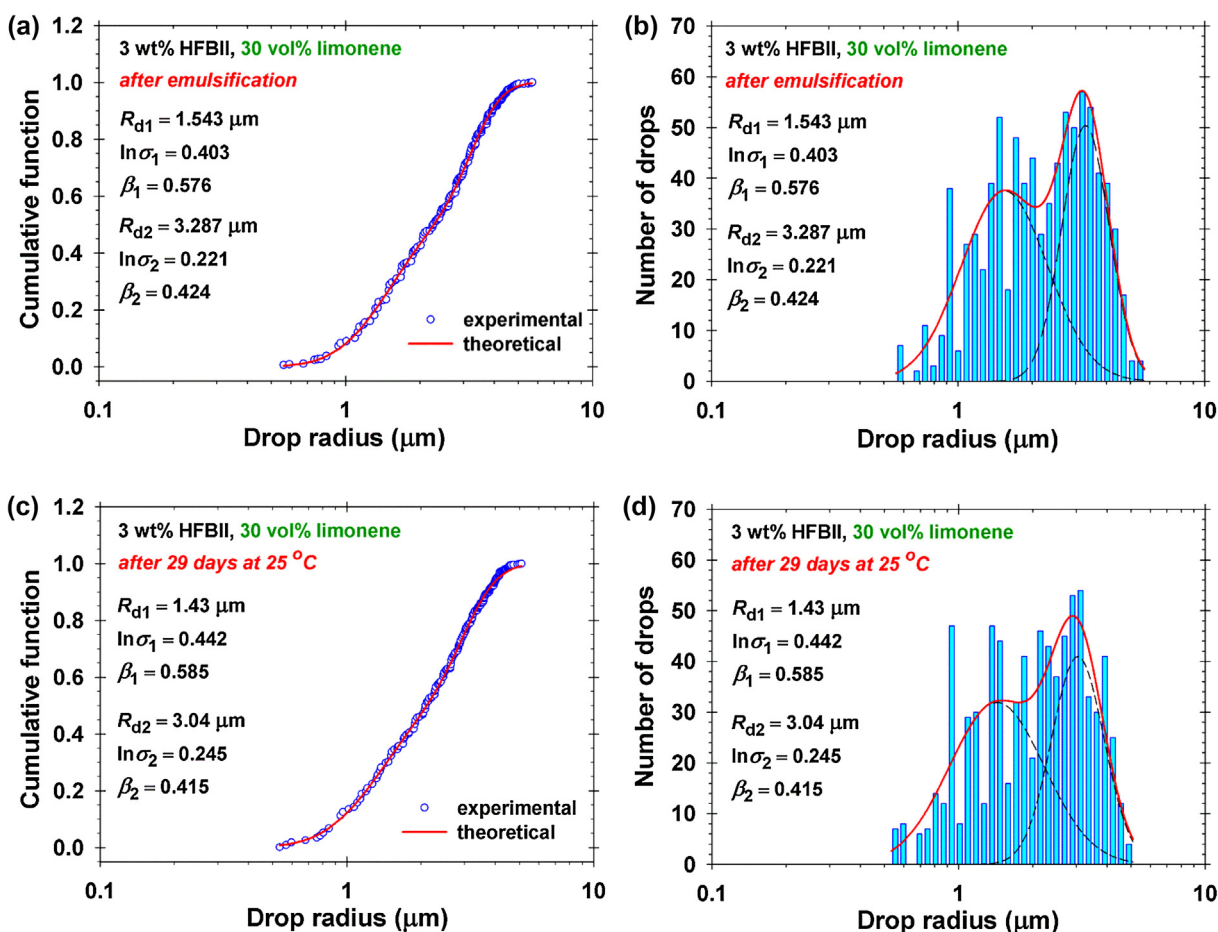 (a)
1.2
1.0
0.8
0.6
0.4
0.2
0.0
Cumulative function
3 wt% HFBII, 30 vol% limonene
after emulsification
Rd1 = 1.543 μm
lnσ1 = 0.403
β1 = 0.576
Rd2 = 3.287 μm
lnσ2 = 0.221
β2 = 0.424
experimental
theoretical
0.1 1 10
Drop radius (μm)
(b)
70
60
50
40
30
20
10
0
Number of drops
3 wt% HFBII, 30 vol% limonene
after emulsification
Rd1 = 1.543 μm
lnσ1 = 0.403
β1 = 0.576
Rd2 = 3.287 μm
lnσ2 = 0.221
β2 = 0.424
0.1 1 10
Drop radius (μm)
(c)
1.2
1.0
0.8
0.6
0.4
0.2
0.0
Cumulative function
3 wt% HFBII, 30 vol% limonene
after 29 days at 25 °C
Rd1 = 1.43 μm
lnσ1 = 0.442
β1 = 0.585
Rd2 = 3.04 μm
lnσ2 = 0.245
β2 = 0.415
experimental
theoretical
0.1 1 10
Drop radius (μm)
(d)
70
60
50
40
30
20
10
0
Number of drops
3 wt% HFBII, 30 vol% limonene
after 29 days at 25 °C
Rd1 = 1.43 μm
lnσ1 = 0.442
β1 = 0.585
Rd2 = 3.04 μm
lnσ2 = 0.245
β2 = 0.415
0.1 1 10
Drop radius (μm)